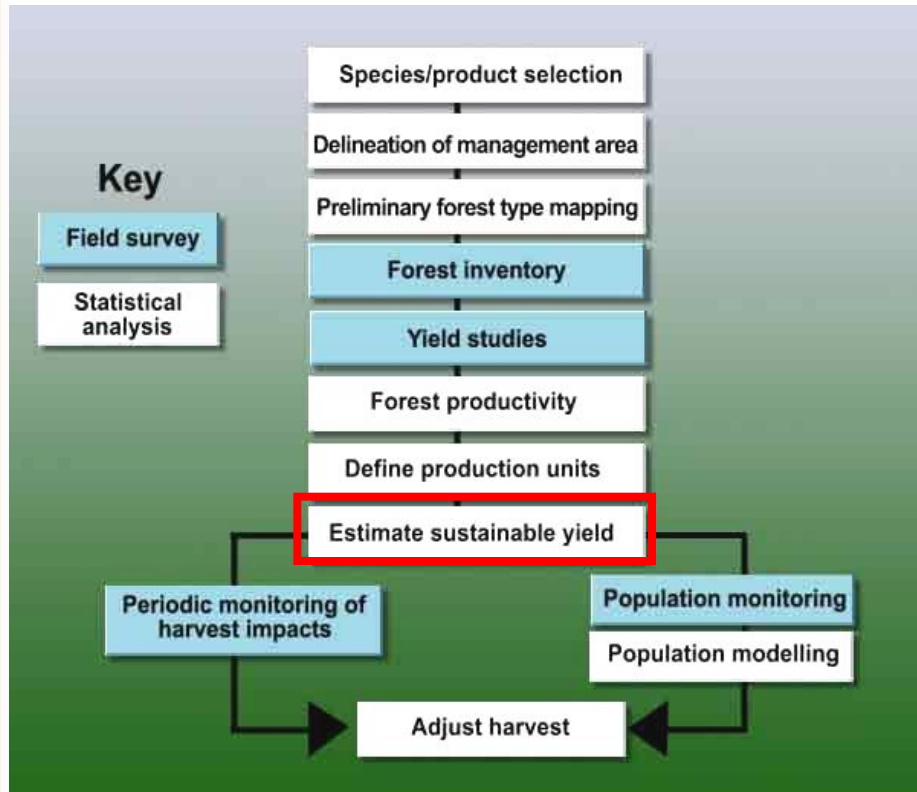 Species/product selection
Delineation of management area
Key
Preliminary forest type mapping
Field survey
Forest inventory
Statistical
analysis
Yield studies
Forest productivity
Define production units
Estimate sustainable yield
Periodic monitoring of
harvest impacts
Population monitoring
Population modelling
Adjust harvest